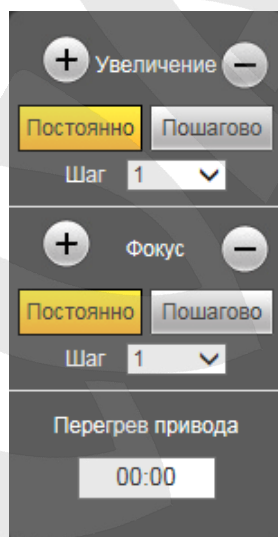 + Увеличение −
Постоянно Пошагово
Шаг 1
+ Фокус −
Постоянно Пошагово
Шаг 1
Перегрев привода
00:00